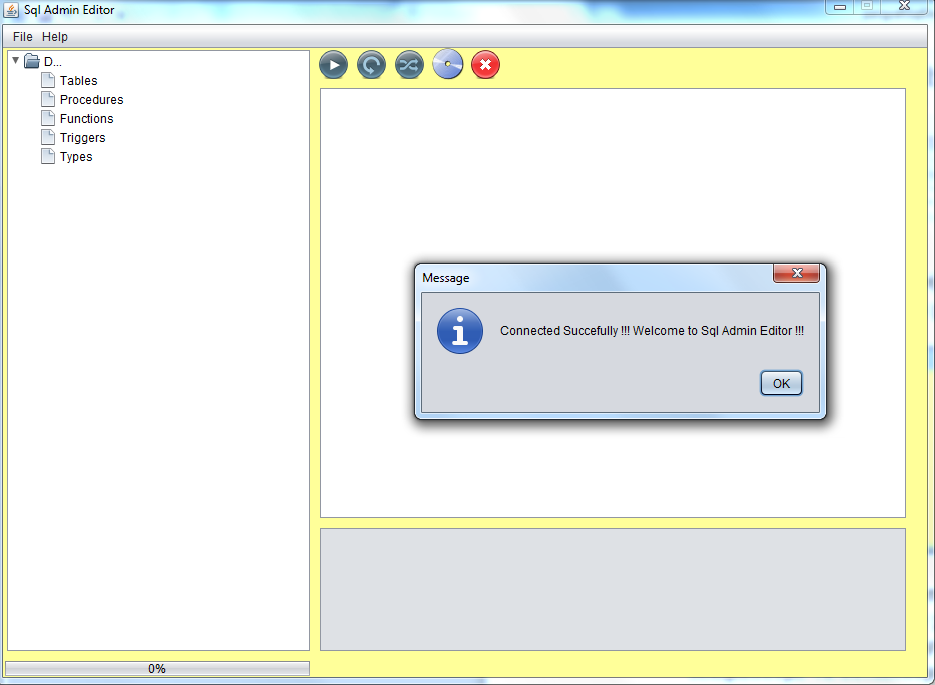 Sql Admin Editor
File Help
D...
Tables
Procedures
Functions
Triggers
Types
Message
Connected Succefully !!! Welcome to Sql Admin Editor !!!
OK
0%